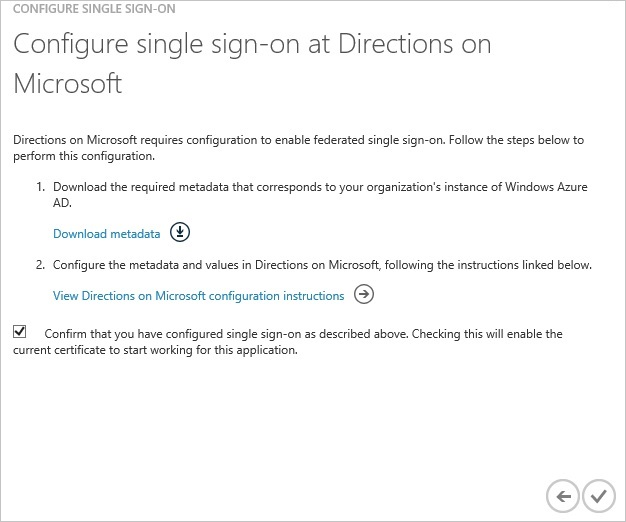 CONFIGURE SINGLE SIGN-ON
Configure single sign-on at Directions on
Microsoft
Directions on Microsoft requires configuration to enable federated single sign-on. Follow the steps below to
perform this configuration.
1. Download the required metadata that corresponds to your organization's instance of Windows Azure
AD.
Download metadata
2. Configure the metadata and values in Directions on Microsoft, following the instructions linked below.
View Directions on Microsoft configuration instructions
Confirm that you have configured single sign-on as described above. Checking this will enable the
current certificate to start working for this application.